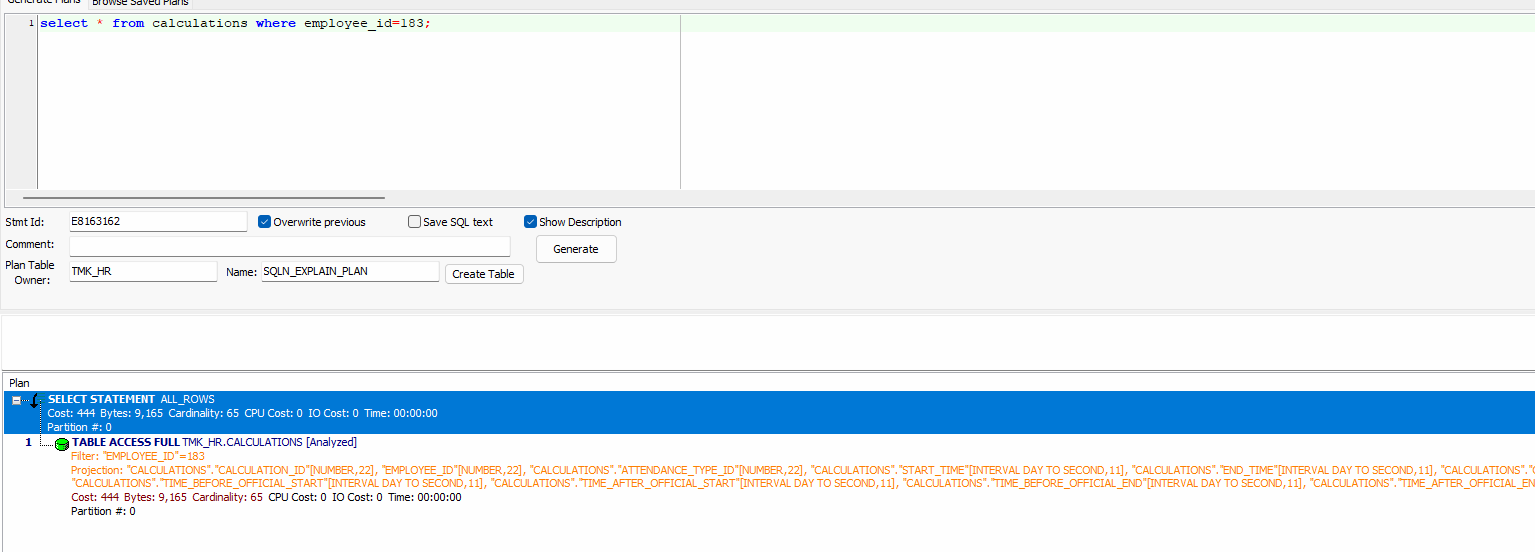 Generate Plans Browse Saved Plans
1 select * from calculations where employee_id=183;
Stmt Id: E8163162 Overwrite previous Save SQL text Show Description
Comment: Generate
Plan Table Owner: TMK_HR Name: SQLN_EXPLAIN_PLAN Create Table
Plan
SELECT STATEMENT ALL_ROWS
Cost: 444 Bytes: 9,165 Cardinality: 65 CPU Cost: 0 IO Cost: 0 Time: 00:00:00
Partition #: 0
1 TABLE ACCESS FULL TMK_HR.CALCULATIONS [Analyzed]
Filter: "EMPLOYEE_ID"=183
Projection: "CALCULATIONS"."CALCULATION_ID"[NUMBER,22], "EMPLOYEE_ID"[NUMBER,22], "CALCULATIONS"."ATTENDANCE_TYPE_ID"[NUMBER,22], "CALCULATIONS"."START_TIME"[INTERVAL DAY TO SECOND,11], "CALCULATIONS"."END_TIME"[INTERVAL DAY TO SECOND,11], "CALCULATIONS"."
"CALCULATIONS"."TIME_BEFORE_OFFICIAL_START"[INTERVAL DAY TO SECOND,11], "CALCULATIONS"."TIME_AFTER_OFFICIAL_START"[INTERVAL DAY TO SECOND,11], "CALCULATIONS"."TIME_BEFORE_OFFICIAL_END"[INTERVAL DAY TO SECOND,11], "CALCULATIONS"."TIME_AFTER_OFFICIAL_EN
Cost: 444 Bytes: 9,165 Cardinality: 65 CPU Cost: 0 IO Cost: 0 Time: 00:00:00
Partition #: 0